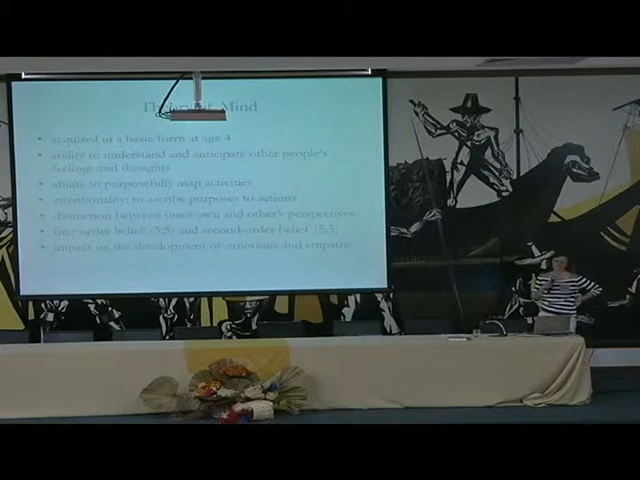 Theory of Mind
• acquired in a basic form at age 4
• ability to understand and anticipate other people's
feelings and thoughts
• ability to purposefully map activities
• intentionality: to ascribe purposes to actions
• distinction between one's own and other's perspectives
• first-order belief (3;5) and second-order belief (5;5)
• impact on the development of emotions and empathy